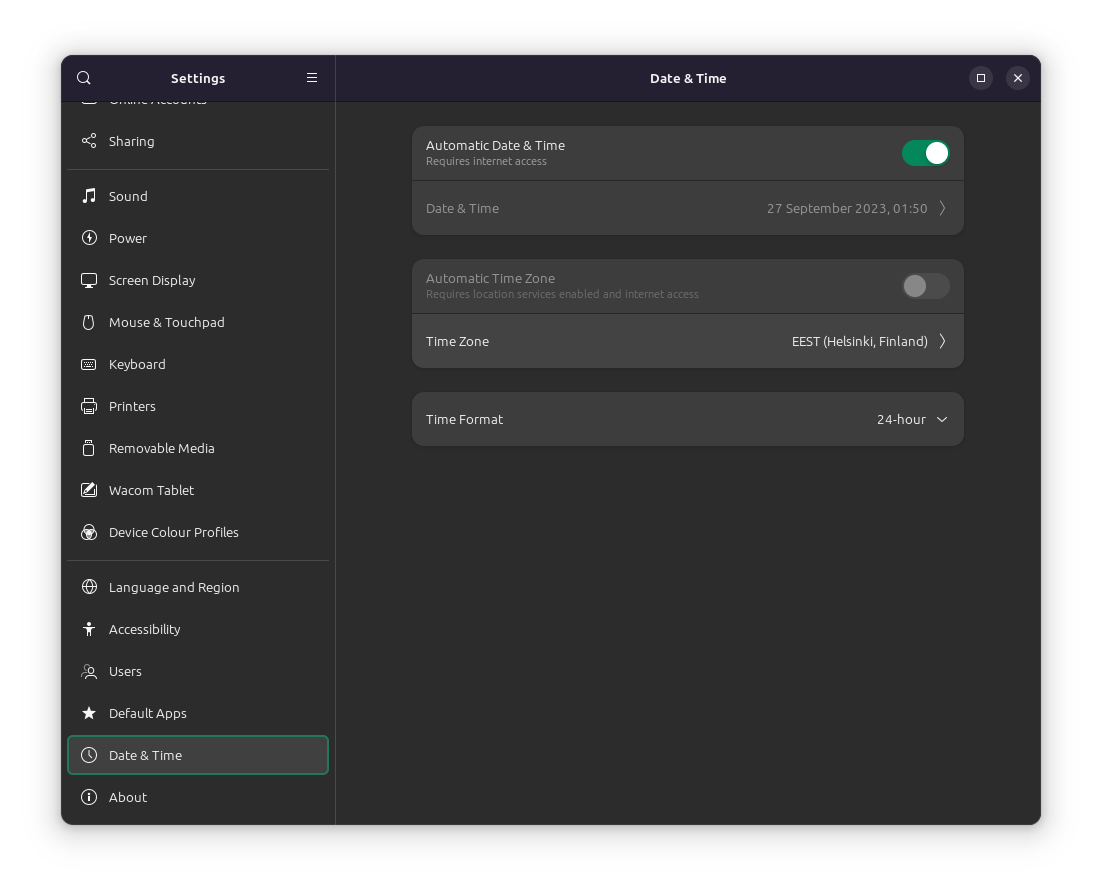 Settings
Date & Time
Online Accounts
Sharing
Sound
Power
Screen Display
Mouse & Touchpad
Keyboard
Printers
Removable Media
Wacom Tablet
Device Colour Profiles
Language and Region
Accessibility
Users
Default Apps
Date & Time
About
Automatic Date & Time
Requires internet access
Date & Time 27 September 2023, 01:50
Automatic Time Zone
Requires location services enabled and internet access
Time Zone EEST (Helsinki, Finland)
Time Format 24-hour